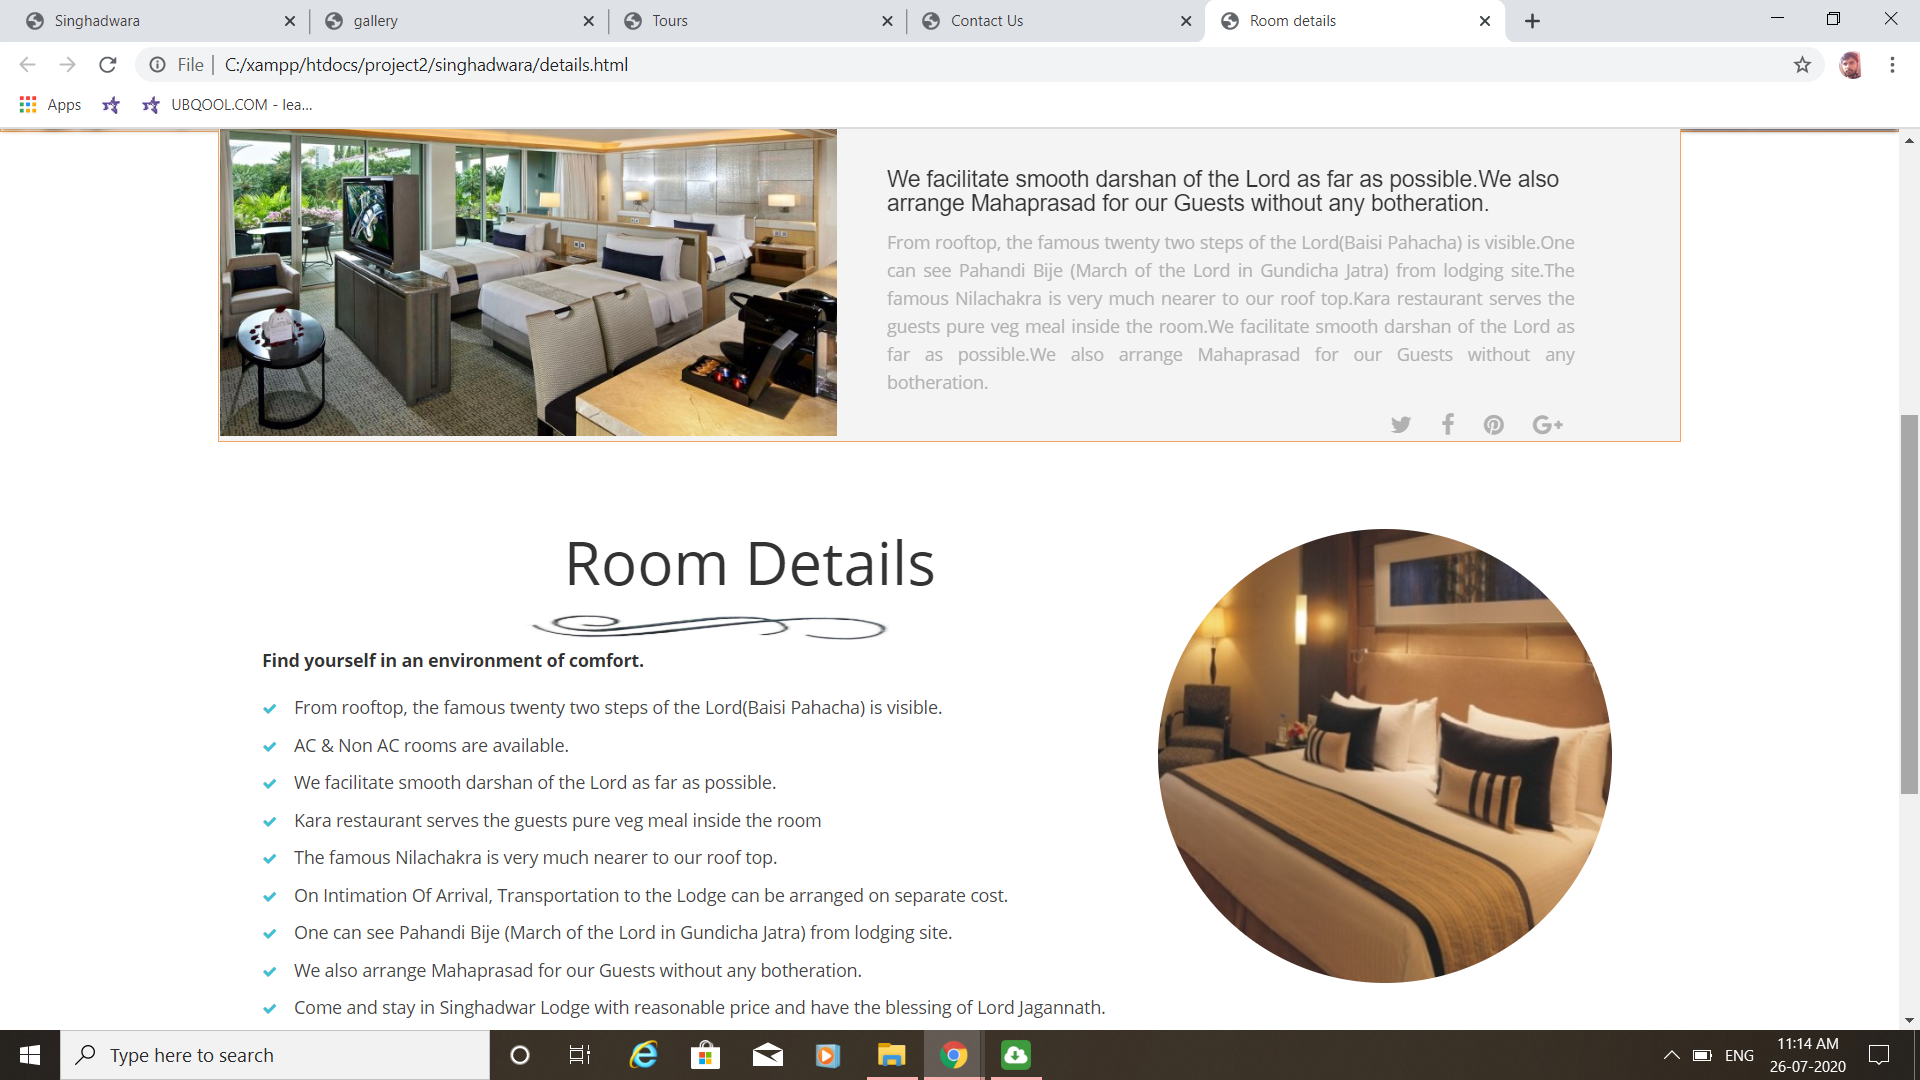 Singhadwara
gallery
Tours
Contact Us
Room details
File | C:/xampp/htdocs/project2/singhadwara/details.html
Apps
UBQOOL.COM - lea...
We facilitate smooth darshan of the Lord as far as possible.We also
arrange Mahaprasad for our Guests without any botheration.
From rooftop, the famous twenty two steps of the Lord(Baisi Pahacha) is visible.One
can see Pahandi Bije (March of the Lord in Gundicha Jatra) from lodging site.The
famous Nilachakra is very much nearer to our roof top.Kara restaurant serves the
guests pure veg meal inside the room.We facilitate smooth darshan of the Lord as
far as possible.We also arrange Mahaprasad for our Guests without any
botheration.
Room Details
Find yourself in an environment of comfort.
From rooftop, the famous twenty two steps of the Lord(Baisi Pahacha) is visible.
AC & Non AC rooms are available.
We facilitate smooth darshan of the Lord as far as possible.
Kara restaurant serves the guests pure veg meal inside the room
The famous Nilachakra is very much nearer to our roof top.
On Intimation Of Arrival, Transportation to the Lodge can be arranged on separate cost.
One can see Pahandi Bije (March of the Lord in Gundicha Jatra) from lodging site.
We also arrange Mahaprasad for our Guests without any botheration.
Come and stay in Singhadwar Lodge with reasonable price and have the blessing of Lord Jagannath.
Type here to search
ENG
11:14 AM
26-07-2020